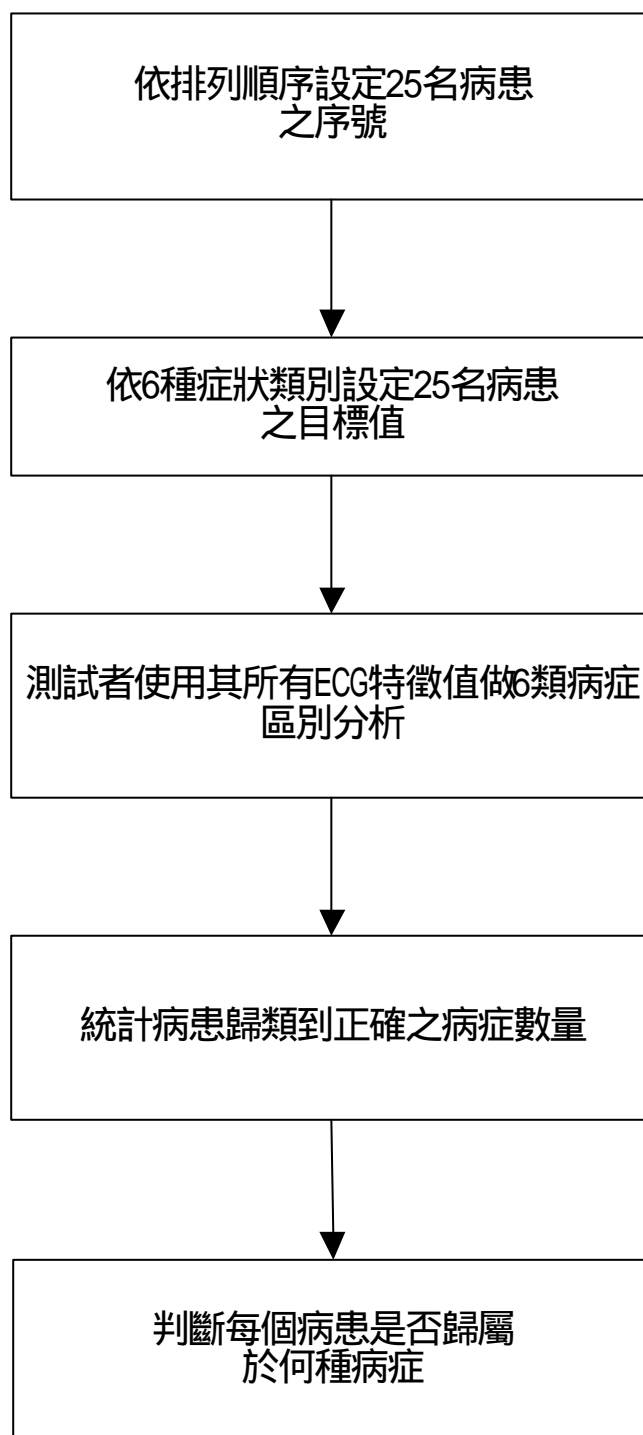 依排列順序設定25名病患
之序號
依6種症狀類別設定25名病患
之目標值
測試者使用其所有ECG特徵值做6類病症
區別分析
統計病患歸類到正確之病症數量
判斷每個病患是否歸屬
於何種病症